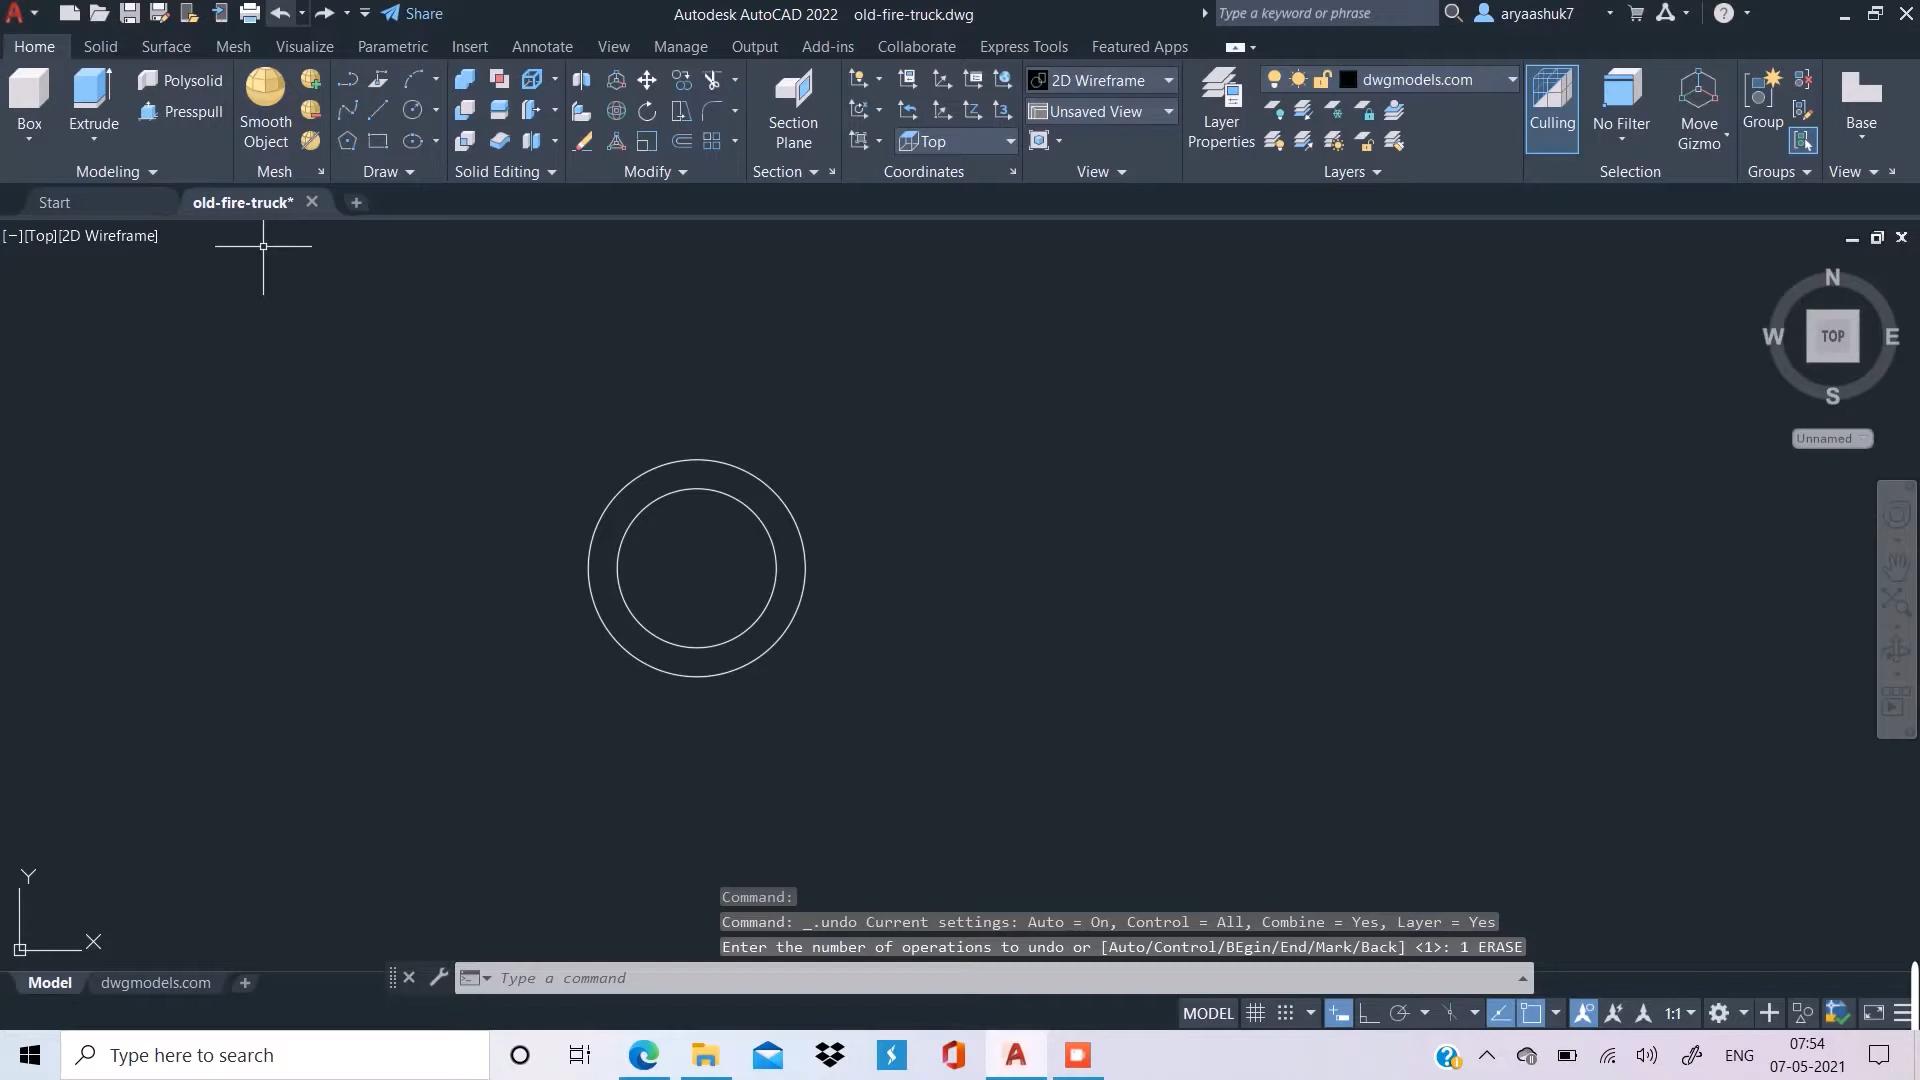 Share
Autodesk AutoCAD 2022 old-fire-truck.dwg
Type a keyword or phrase
aryaashuk7
Home Solid Surface Mesh Visualize Parametric Insert Annotate View Manage Output Add-ins Collaborate Express Tools Featured Apps
Box
Extrude
Polysolid
Presspull
Smooth
Object
Section
Plane
Top
2D Wireframe
Unsaved View
Layer
Properties
dwgmodels.com
Culling
No Filter
Move
Gizmo
Group
Base
Modeling Mesh Draw Solid Editing Modify Section Coordinates View Layers Selection Groups View
Start
old-fire-truck*
[−][Top][2D Wireframe]
N
W
TOP
E
S
Unnamed
Y
X
Command:
Command: _.undo Current settings: Auto = On, Control = All, Combine = Yes, Layer = Yes
Enter the number of operations to undo or [Auto/Control/BEgin/End/Mark/Back] <1>: 1 ERASE
Type a command
Model dwgmodels.com
MODEL
1:1
Type here to search
ENG
07:54
07-05-2021